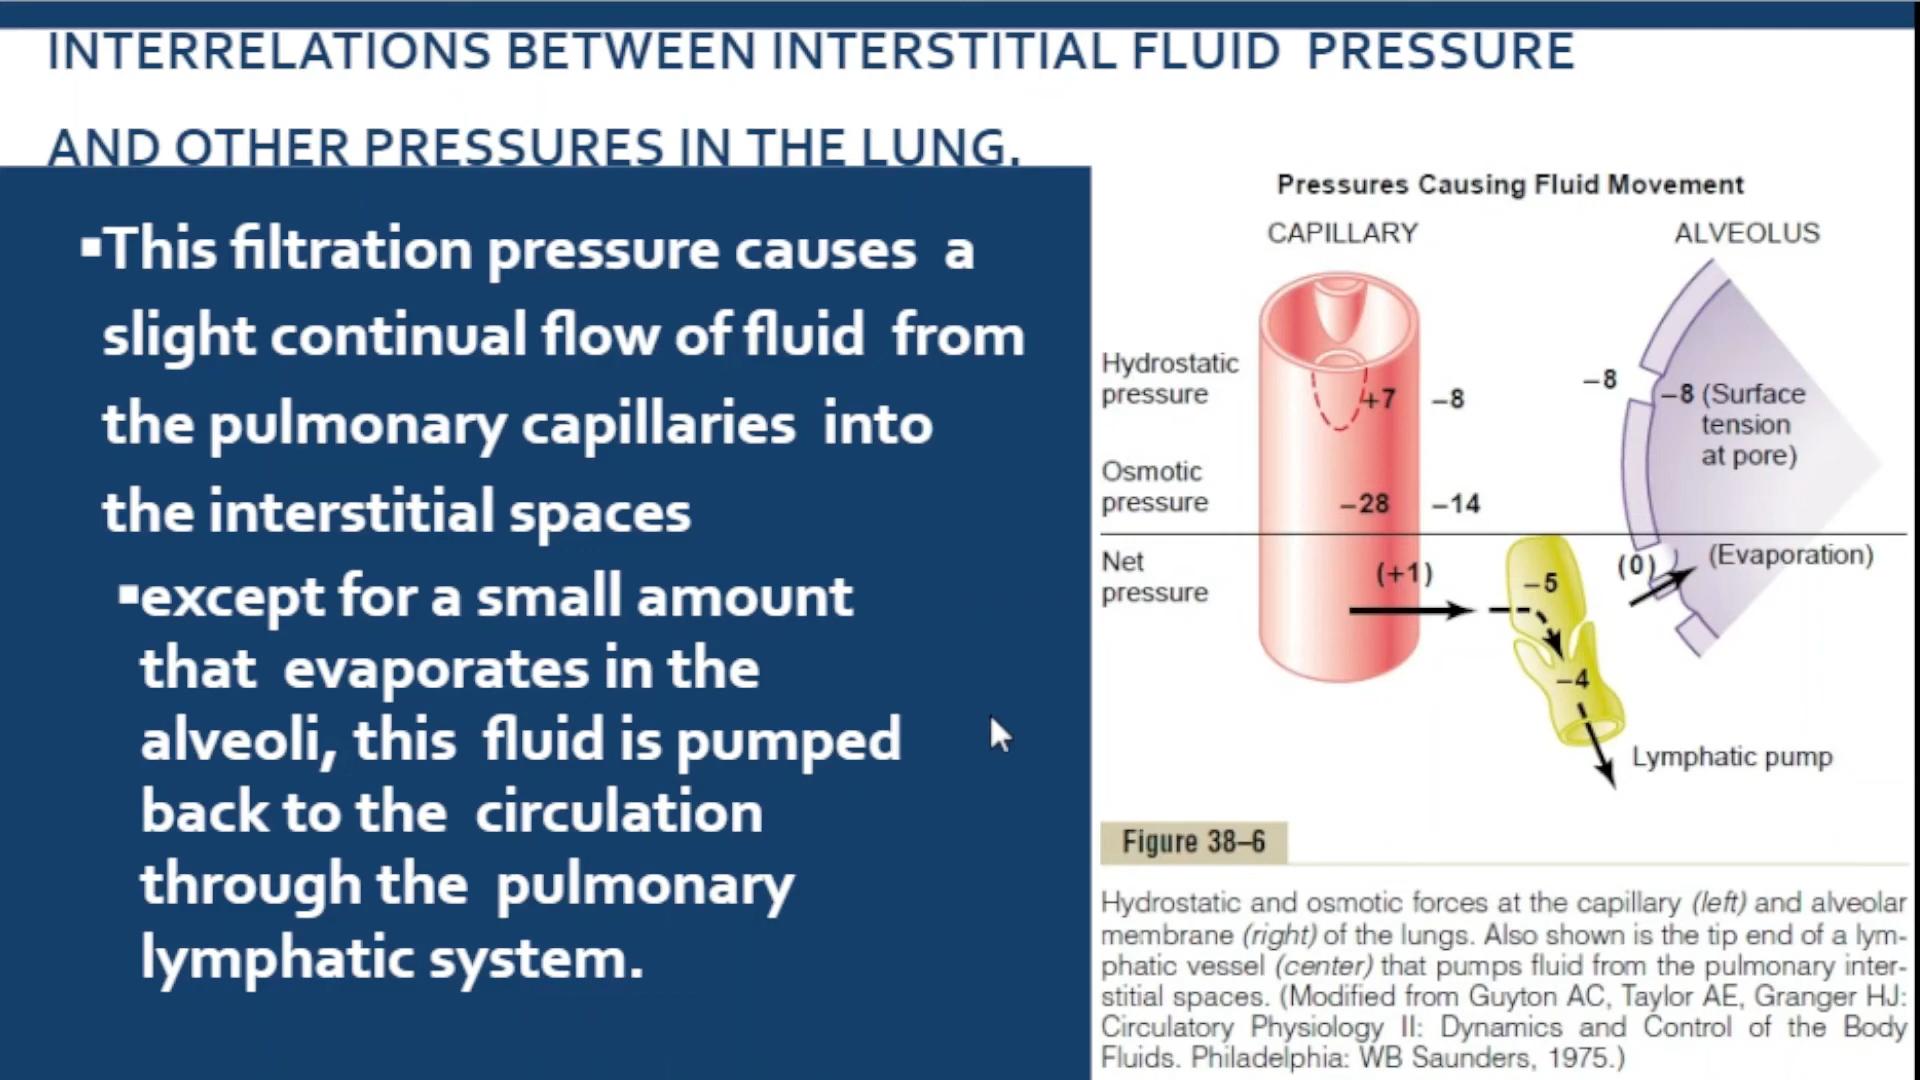 INTERRELATIONS BETWEEN INTERSTITIAL FLUID PRESSURE
AND OTHER PRESSURES IN THE LUNG.
▪This filtration pressure causes a
slight continual flow of fluid from
the pulmonary capillaries into
the interstitial spaces
▪except for a small amount
that evaporates in the
alveoli, this fluid is pumped
back to the circulation
through the pulmonary
lymphatic system.
Pressures Causing Fluid Movement
CAPILLARY ALVEOLUS
Hydrostatic
pressure
+7 −8 −8 −8 (Surface
tension
at pore)
Osmotic
pressure
−28 −14
Net
pressure
(+1) −5 (0) (Evaporation)
−4
Lymphatic pump
Figure 38–6
Hydrostatic and osmotic forces at the capillary (left) and alveolar
membrane (right) of the lungs. Also shown is the tip end of a lym-
phatic vessel (center) that pumps fluid from the pulmonary inter-
stitial spaces. (Modified from Guyton AC, Taylor AE, Granger HJ:
Circulatory Physiology II: Dynamics and Control of the Body
Fluids. Philadelphia: WB Saunders, 1975.)